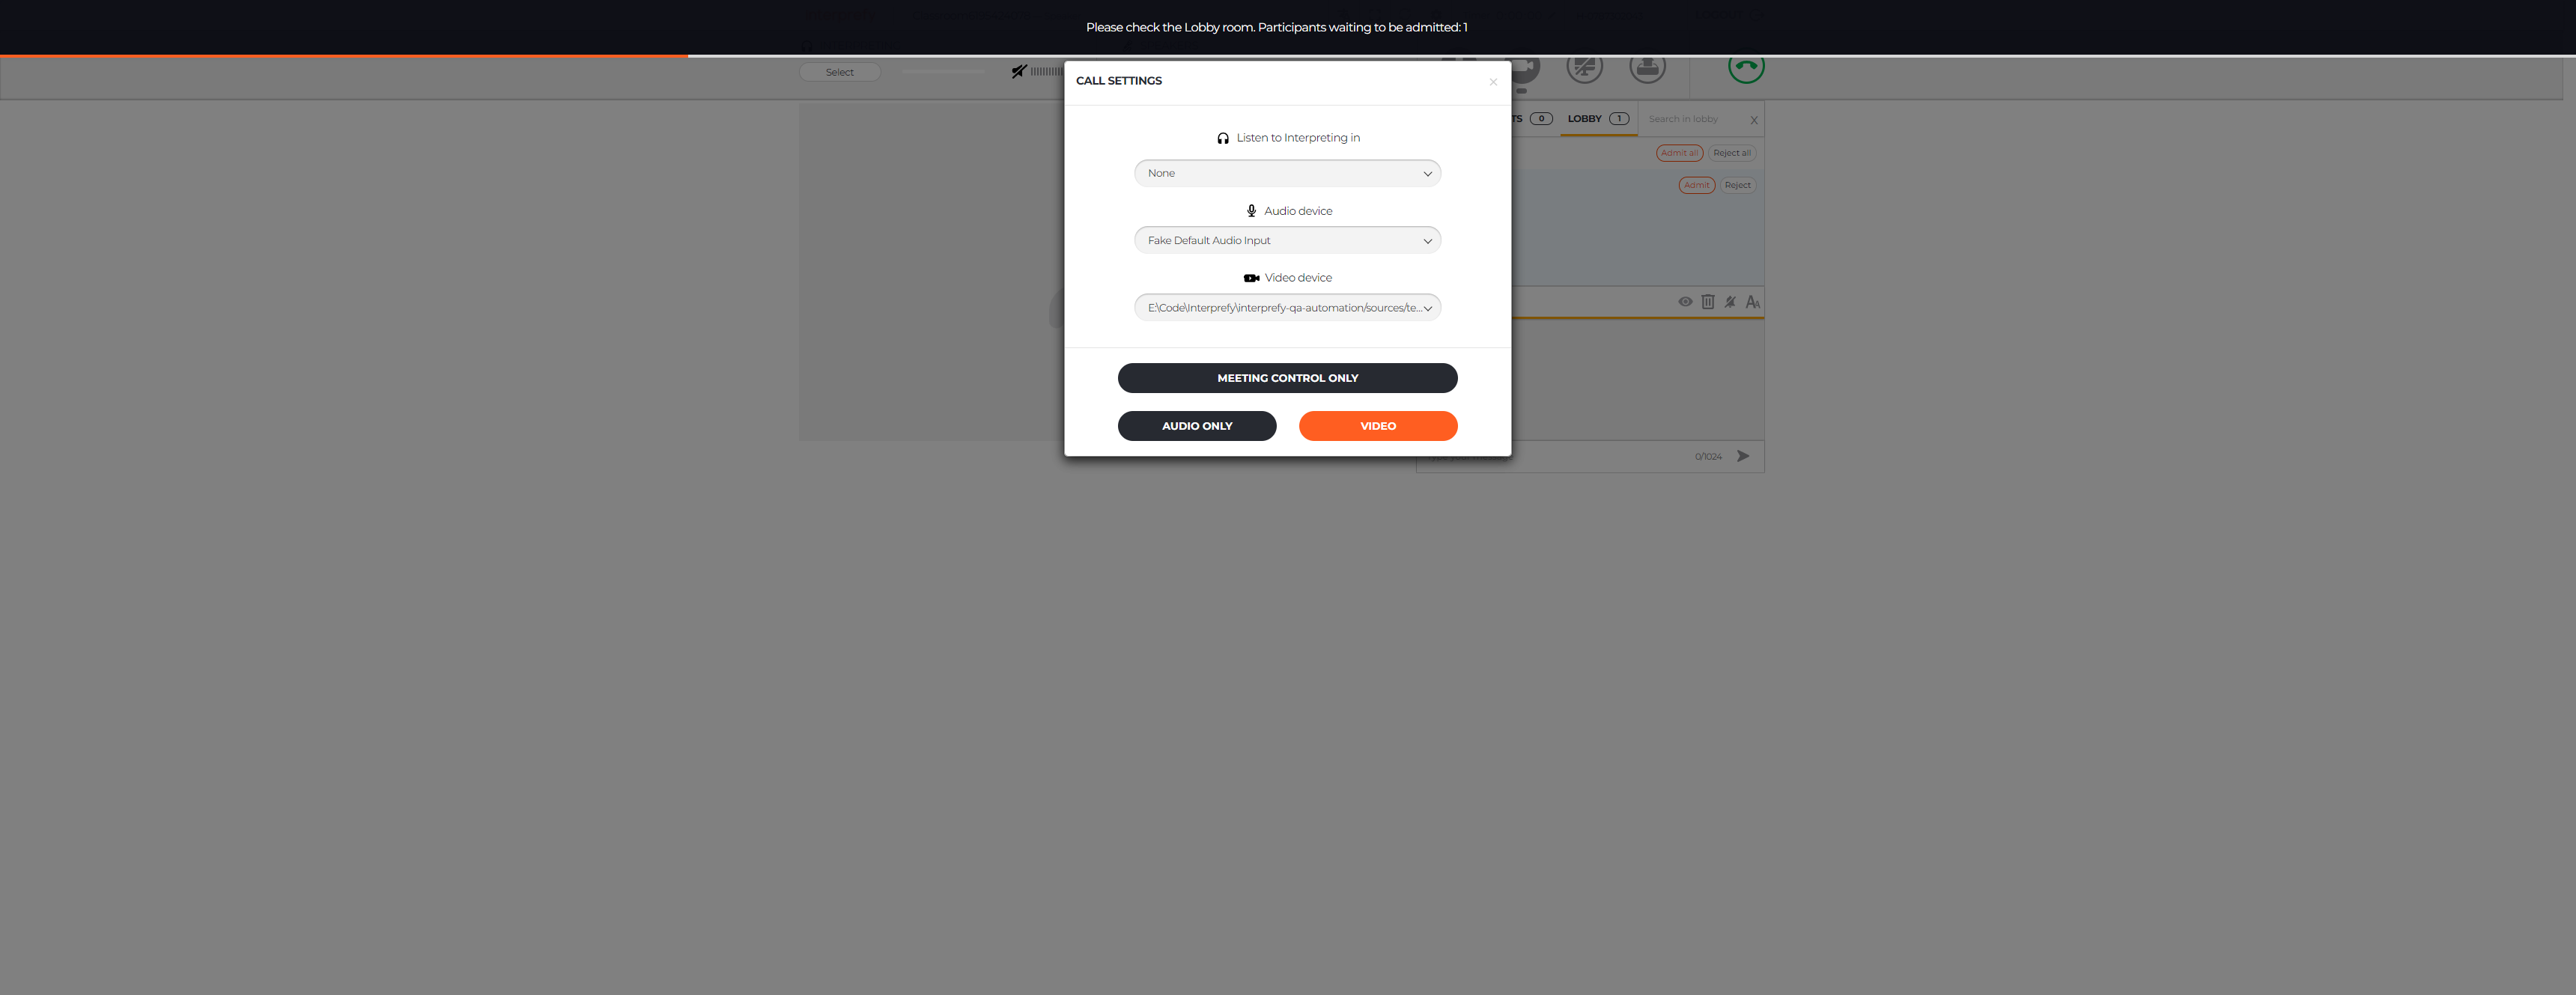 Please check the Lobby room. Participants waiting to be admitted: 1
Select
CALL SETTINGS
×
TS 0 LOBBY 1 Search in lobby X
Listen to Interpreting in
Admit all Reject all
None
Admit Reject
Audio device
Fake Default Audio Input
Video device
E:\Code\Interprefy\interprefy-qa-automation/sources/te...
MEETING CONTROL ONLY
AUDIO ONLY VIDEO
0/1024